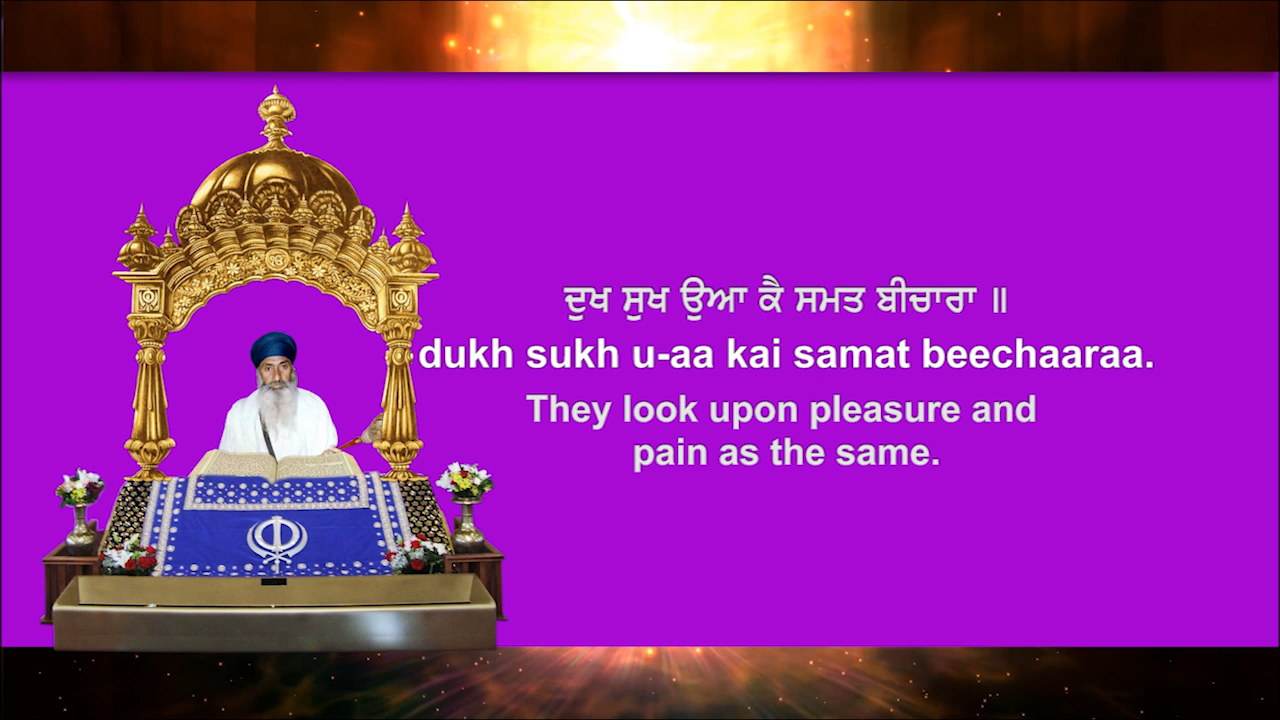 ਦੁਖ ਸੁਖ ਉਆ ਕੈ ਸਮਤ ਬੀਚਾਰਾ ॥
dukh sukh u-aa kai samat beechaaraa.
They look upon pleasure and
pain as the same.